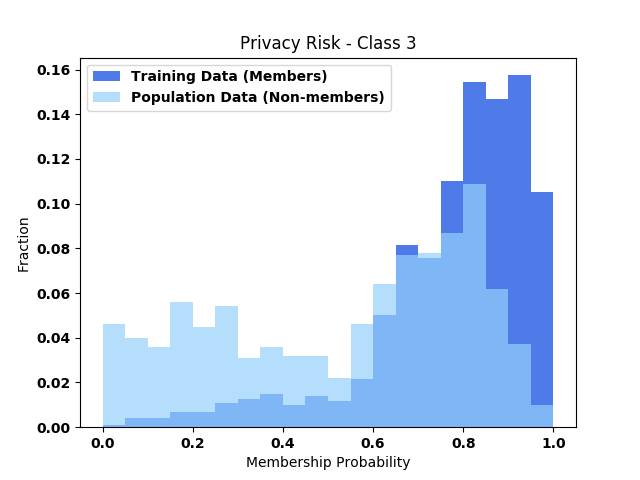 Privacy Risk - Class 3
Training Data (Members)
Population Data (Non-members)
Fraction
0.16
0.14
0.12
0.10
0.08
0.06
0.04
0.02
0.00
0.0 0.2 0.4 0.6 0.8 1.0
Membership Probability